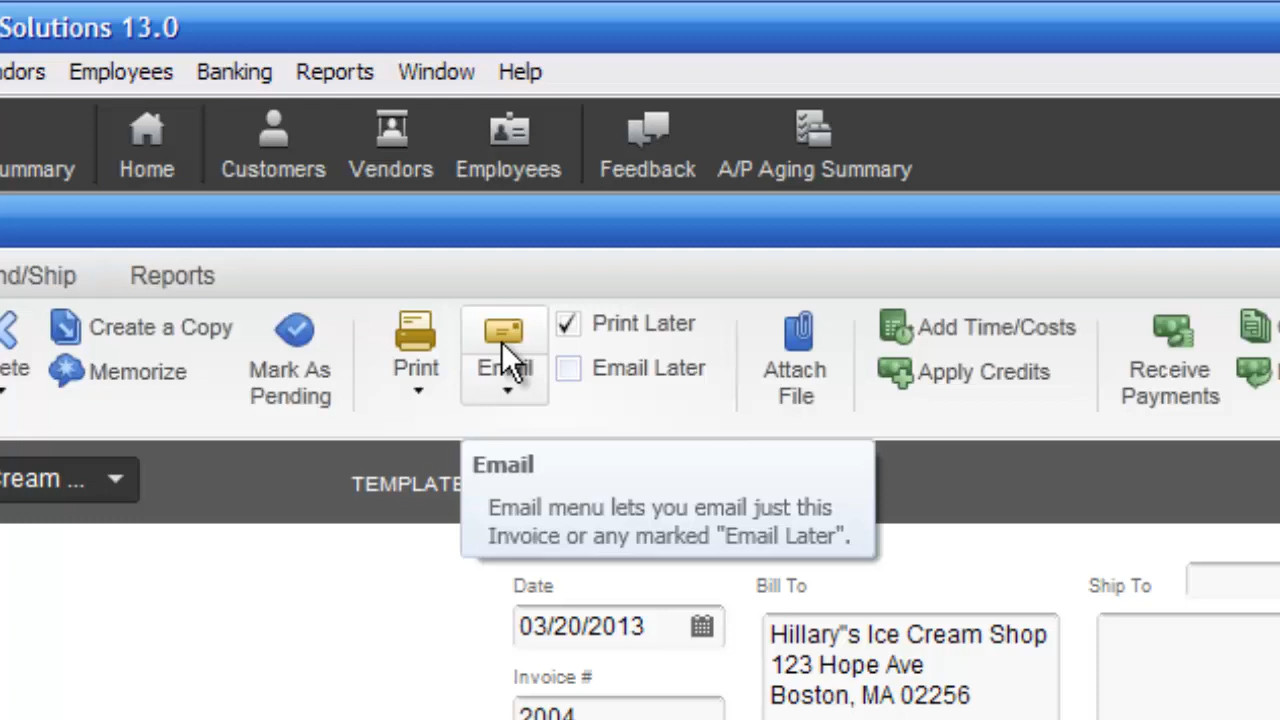 Solutions 13.0
dors Employees Banking Reports Window Help
ummary Home Customers Vendors Employees Feedback A/P Aging Summary
nd/Ship Reports
Create a Copy Print Later Add Time/Costs
ete Memorize Mark As Pending Print Email Email Later Attach File Apply Credits Receive Payments
Cream ... TEMPLATE
Email
Email menu lets you email just this
Invoice or any marked "Email Later".
Date Bill To Ship To
03/20/2013 Hillary"s Ice Cream Shop
123 Hope Ave
Invoice #
Boston, MA 02256
2004